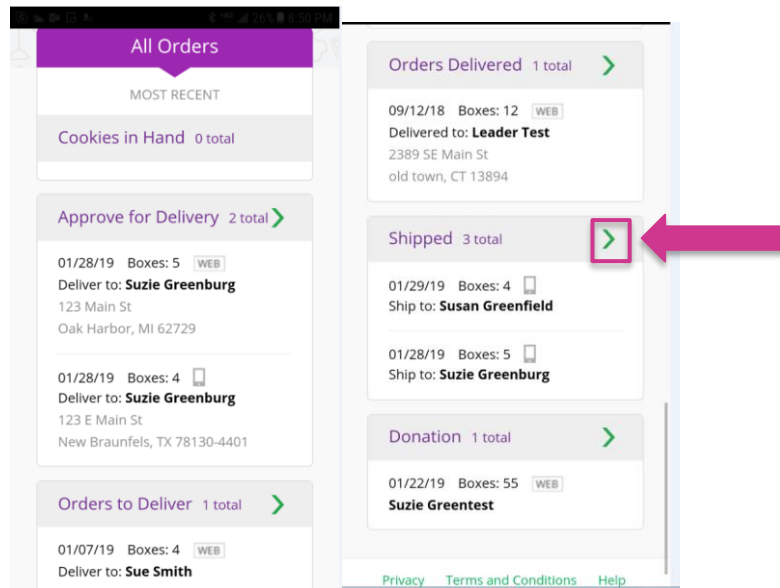 26% 8:50 PM
All Orders
MOST RECENT
Cookies in Hand 0 total
Approve for Delivery 2 total
01/28/19 Boxes: 5 WEB
Deliver to: Suzie Greenburg
123 Main St
Oak Harbor, MI 62729
01/28/19 Boxes: 4
Deliver to: Suzie Greenburg
123 E Main St
New Braunfels, TX 78130-4401
Orders to Deliver 1 total
01/07/19 Boxes: 4 WEB
Deliver to: Sue Smith
Orders Delivered 1 total
09/12/18 Boxes: 12 WEB
Delivered to: Leader Test
2389 SE Main St
old town, CT 13894
Shipped 3 total
01/29/19 Boxes: 4
Ship to: Susan Greenfield
01/28/19 Boxes: 5
Ship to: Suzie Greenburg
Donation 1 total
01/22/19 Boxes: 55 WEB
Suzie Greentest
Privacy Terms and Conditions Help